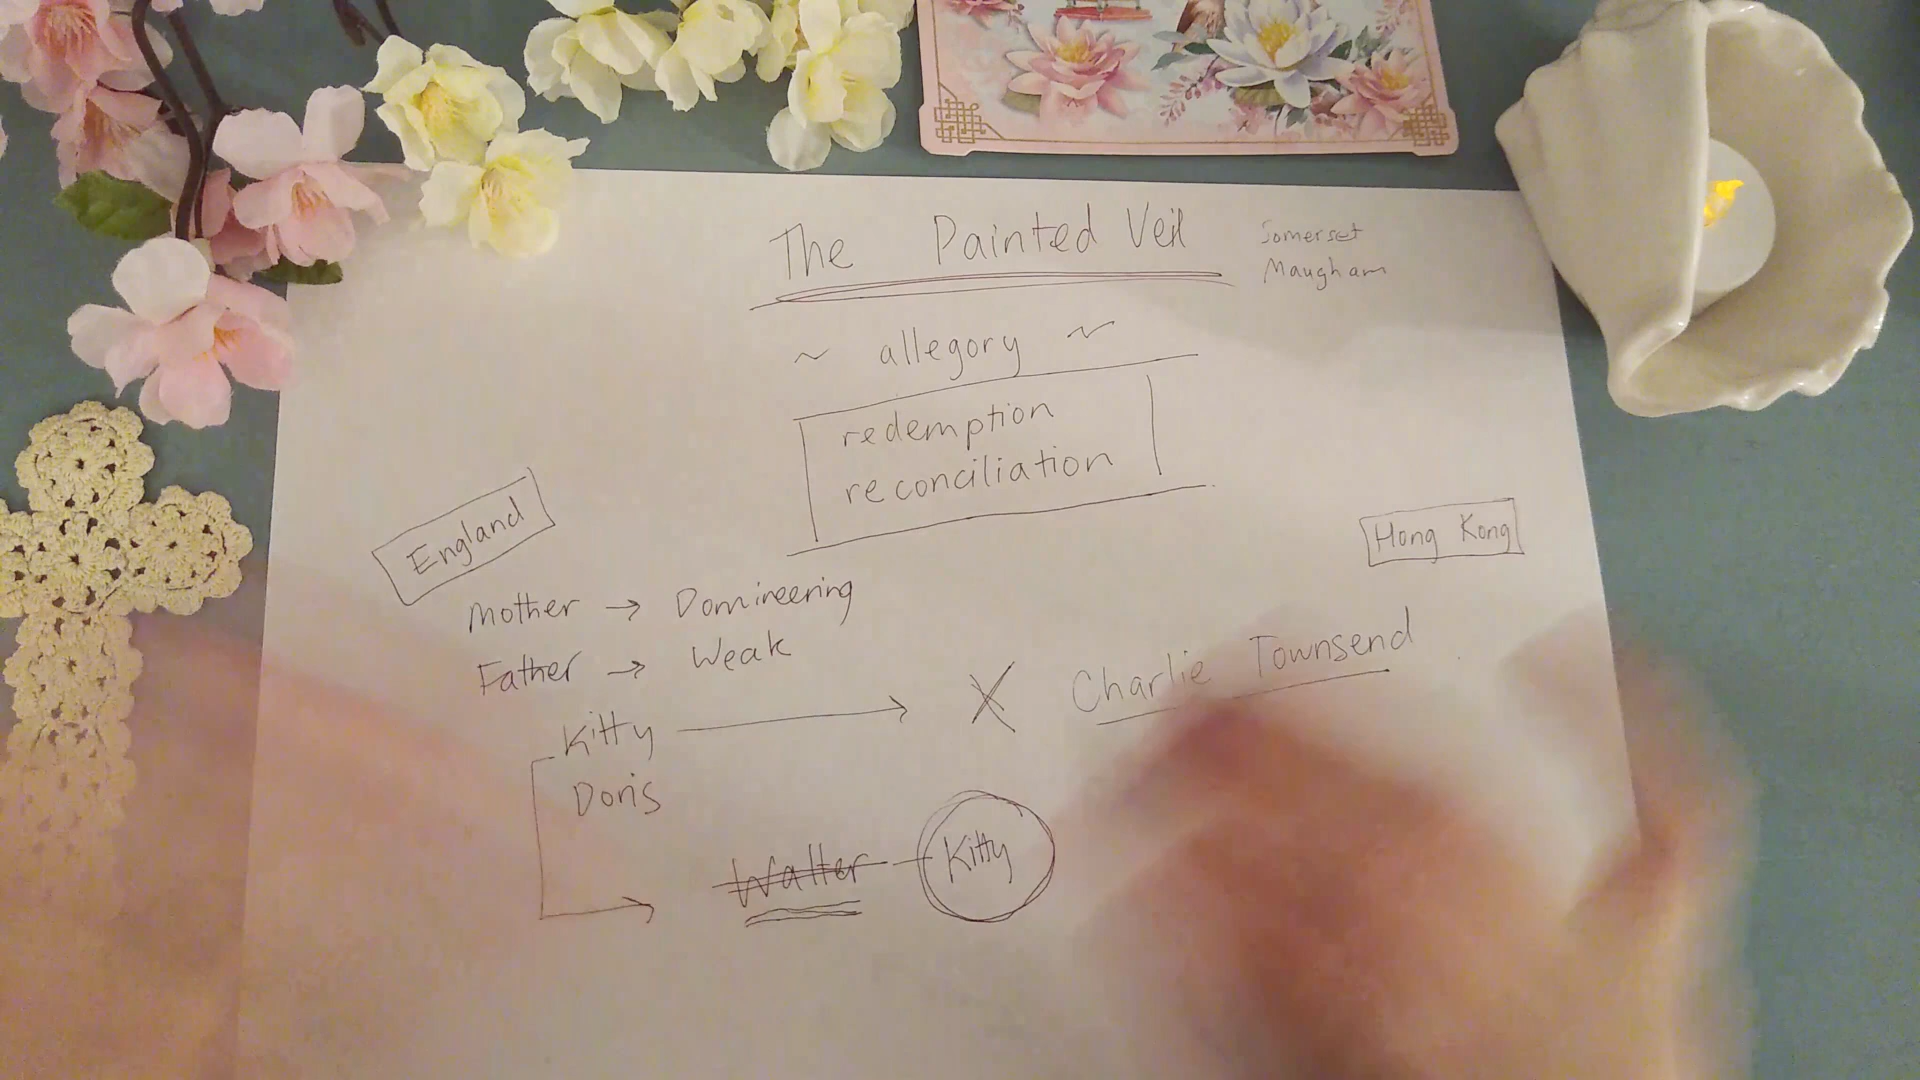 The Painted Veil
Somerset
Maugham
~ allegory ~
redemption
reconciliation
England
Hong Kong
Mother → Domineering
Father → Weak
Kitty → X Charlie Townsend
Doris
Walter - Kitty